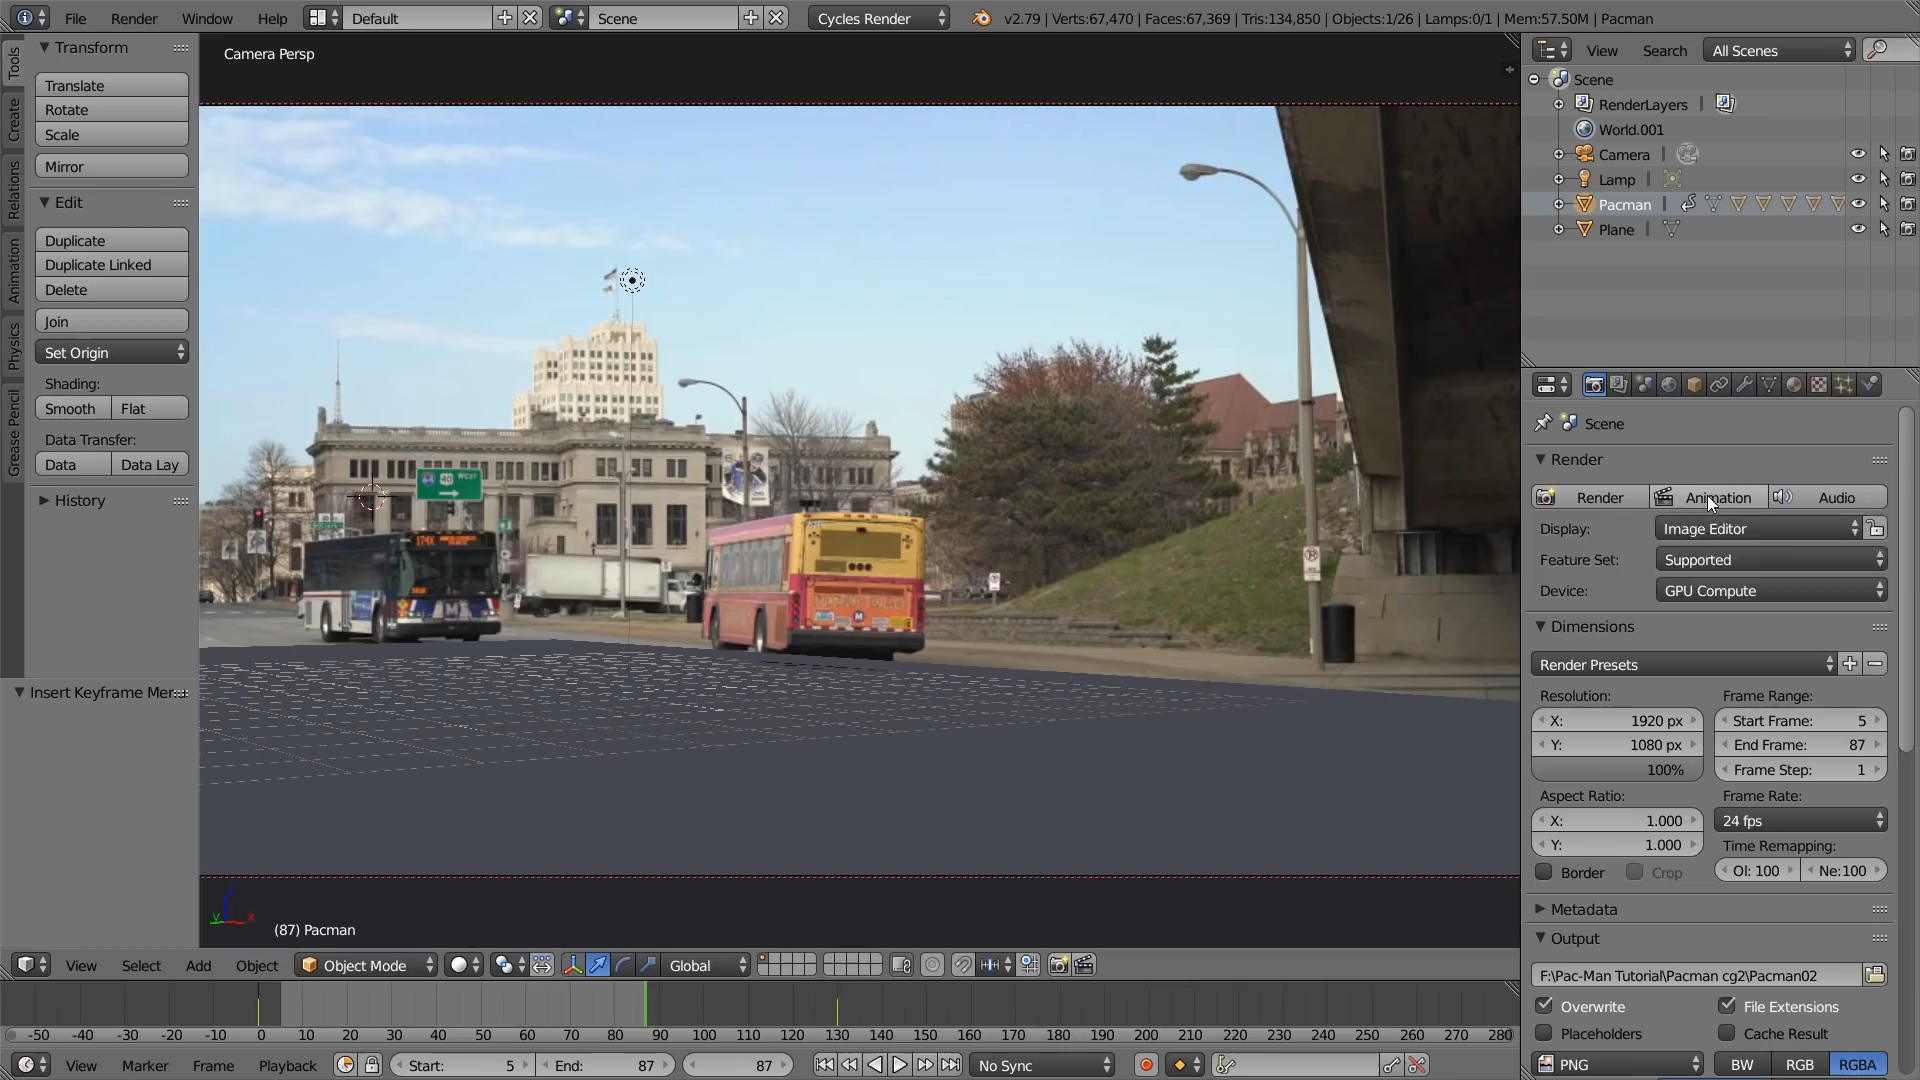 File Render Window Help Default Scene Cycles Render v2.79 | Verts:67,470 | Faces:67,369 | Tris:134,850 | Objects:1/26 | Lamps:0/1 | Mem:57.50M | Pacman
Tools
Create
Relations
Animation
Physics
Grease Pencil
Transform
Translate
Rotate
Scale
Mirror
Edit
Duplicate
Duplicate Linked
Delete
Join
Set Origin
Shading:
Smooth Flat
Data Transfer:
Data Data Lay
History
Insert Keyframe Mer
Camera Persp
40 WEST
174X
M
M
(87) Pacman
View Search All Scenes
Scene
RenderLayers
World.001
Camera
Lamp
Pacman
Plane
Scene
Render
Render Animation Audio
Display: Image Editor
Feature Set: Supported
Device: GPU Compute
Dimensions
Render Presets
Resolution: Frame Range:
X: 1920 px Start Frame: 5
Y: 1080 px End Frame: 87
100% Frame Step: 1
Aspect Ratio: Frame Rate:
X: 1.000 24 fps
Y: 1.000 Time Remapping:
Border Crop Ol: 100 Ne:100
Metadata
Output
F:\Pac-Man Tutorial\Pacman cg2\Pacman02
Overwrite File Extensions
Placeholders Cache Result
PNG BW RGB RGBA
View Select Add Object Object Mode Global
-50 -40 -30 -20 -10 0 10 20 30 40 50 60 70 80 90 100 110 120 130 140 150 160 170 180 190 200 210 220 230 240 250 260 270 280
View Marker Frame Playback Start: 5 End: 87 87 No Sync